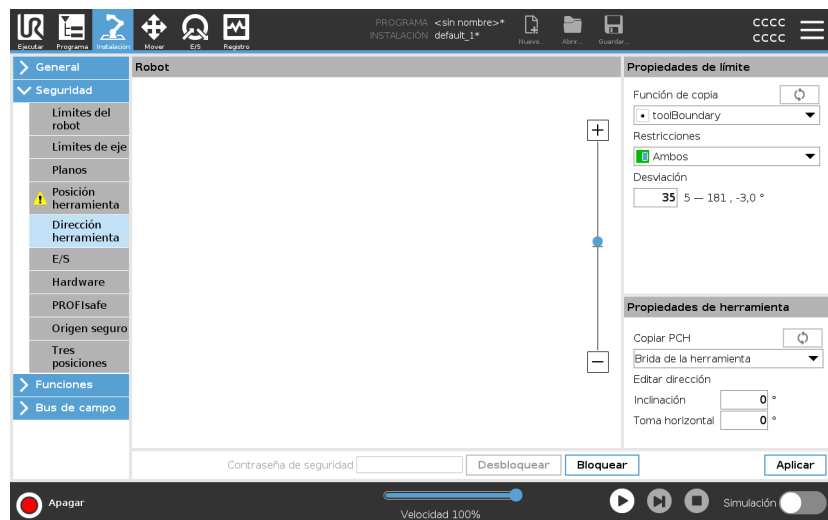 PROGRAMA <sin nombre>*
INSTALACIÓN default_1*
UR
Ejecutar Programa Instalación Mover E/S Registro
Nuevo... Abrir... Guardar...
cccc
cccc
General
Seguridad
Límites del
robot
Límites de eje
Planos
Posición
herramienta
Dirección
herramienta
E/S
Hardware
PROFIsafe
Origen seguro
Tres
posiciones
Funciones
Bus de campo
Robot
Propiedades de límite
Función de copia
toolBoundary
Restricciones
Ambos
Desviación
35 5 — 181 , -3,0 °
Propiedades de herramienta
Copiar PCH
Brida de la herramienta
Editar dirección
Inclinación 0 °
Toma horizontal 0 °
Contraseña de seguridad Desbloquear Bloquear Aplicar
Apagar
Velocidad 100%
Simulación